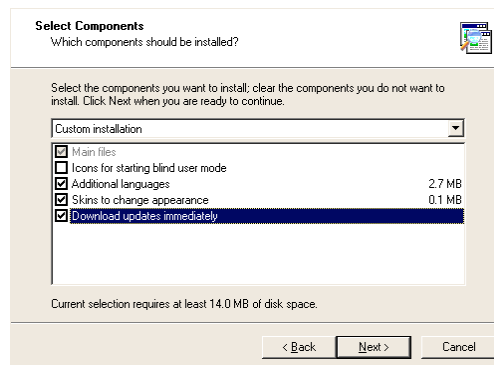 Select Components
Which components should be installed?
Select the components you want to install; clear the components you do not want to
install. Click Next when you are ready to continue.
Custom installation
Main files
Icons for starting blind user mode
Additional languages 2.7 MB
Skins to change appearance 0.1 MB
Download updates immediately
Current selection requires at least 14.0 MB of disk space.
< Back Next > Cancel